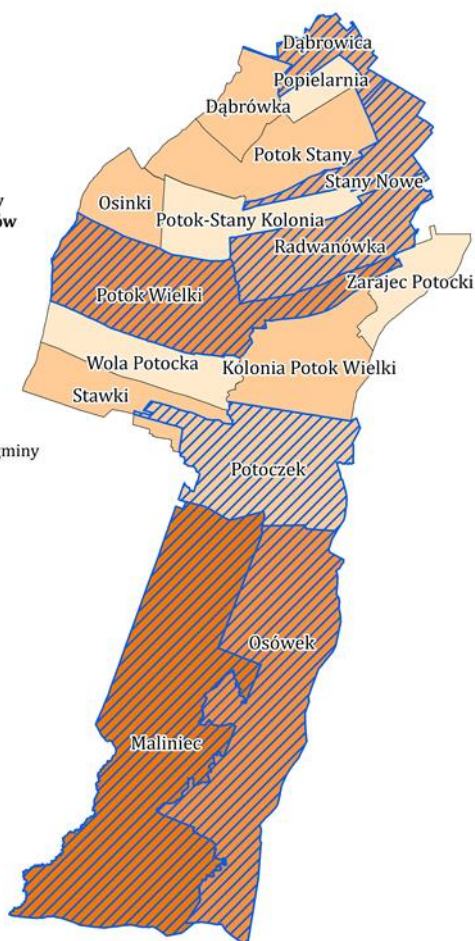 Dąbrowica
Popielarnia
Dąbrówka
Potok Stany
Stany Nowe
Osinki
Potok-Stany Kolonia
Radwanówka
Zarajec Potocki
Potok Wielki
Wola Potocka
Kolonia Potok Wielki
Stawki
gminy
Potoczek
Osówek
Maliniec